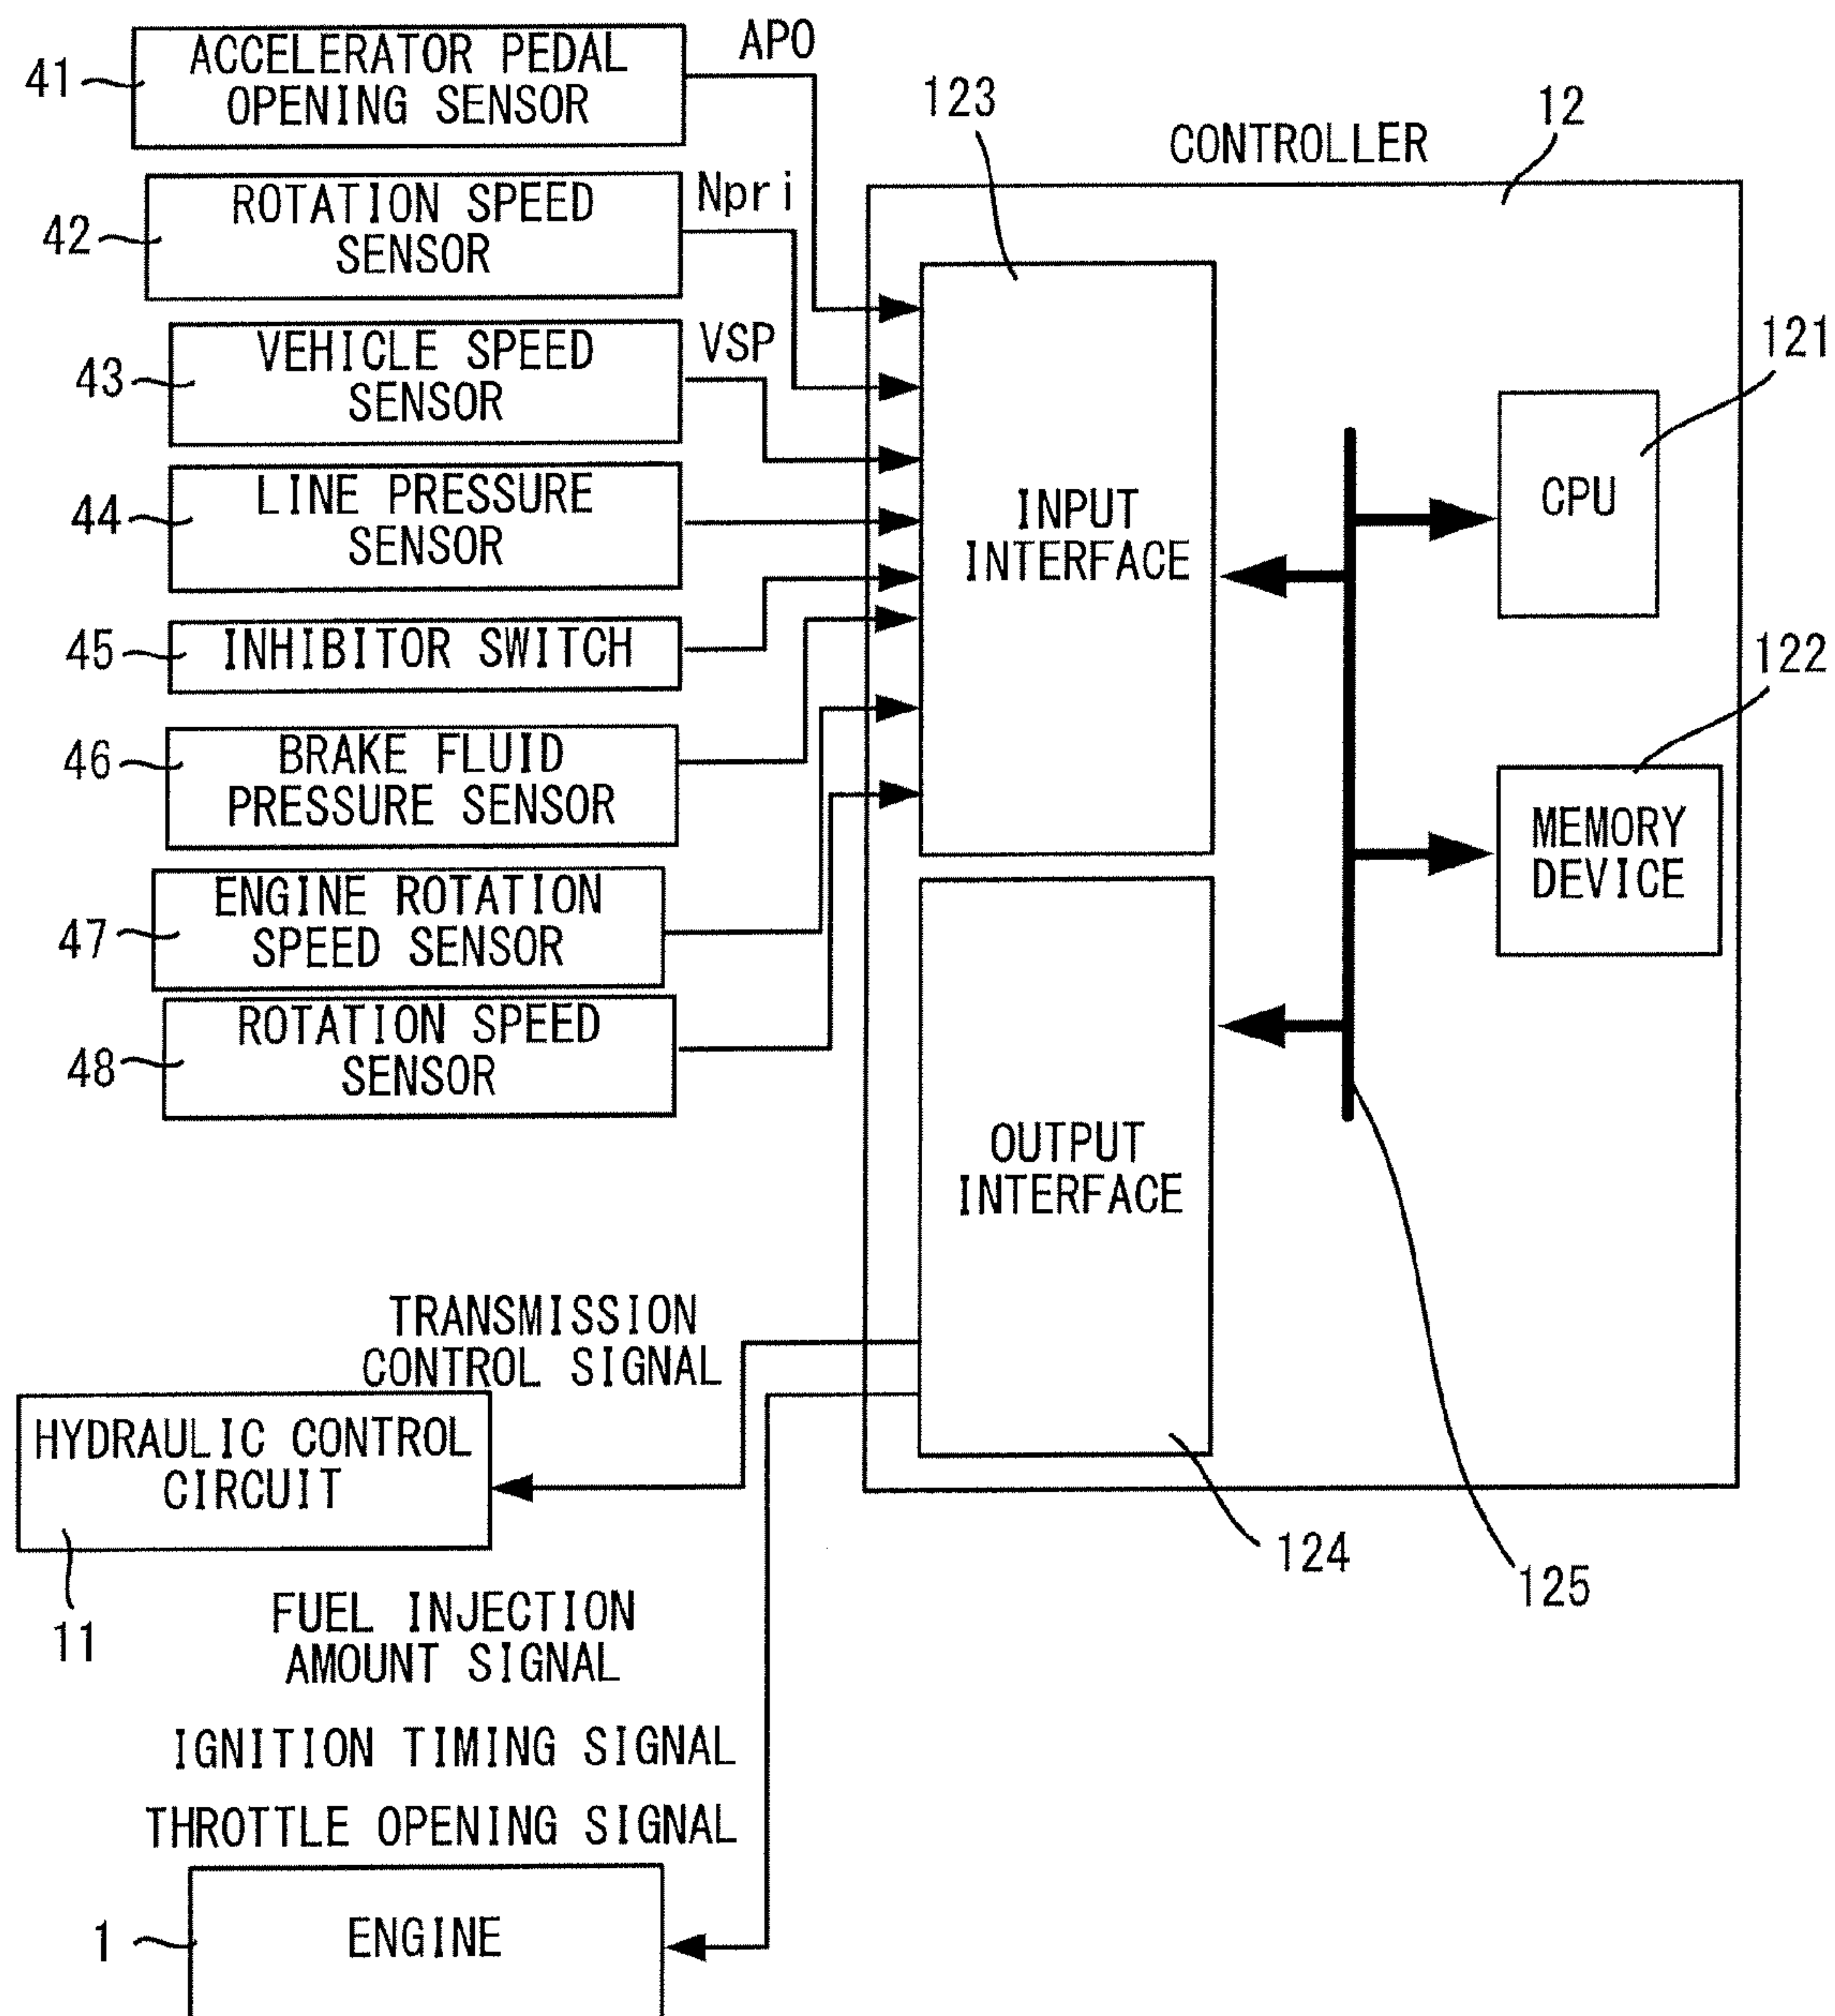 41
ACCELERATOR PEDAL
OPENING SENSOR
APO
42
ROTATION SPEED
SENSOR
Npri
43
VEHICLE SPEED
SENSOR
VSP
44
LINE PRESSURE
SENSOR
45
INHIBITOR SWITCH
46
BRAKE FLUID
PRESSURE SENSOR
47
ENGINE ROTATION
SPEED SENSOR
48
ROTATION SPEED
SENSOR
123
CONTROLLER
12
INPUT
INTERFACE
121
CPU
122
MEMORY
DEVICE
OUTPUT
INTERFACE
124
125
TRANSMISSION
CONTROL SIGNAL
HYDRAULIC CONTROL
CIRCUIT
11
FUEL INJECTION
AMOUNT SIGNAL
IGNITION TIMING SIGNAL
THROTTLE OPENING SIGNAL
1
ENGINE